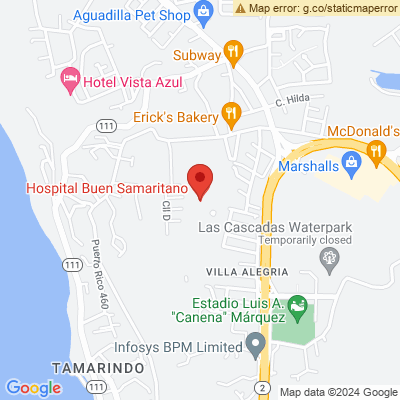 Map error: g.co/staticmaperror
Aguadilla Pet Shop
Subway
Hotel Vista Azul
C. Hilda
Erick's Bakery
111
McDonald's
Marshalls
Hospital Buen Samaritano
Cll D
Las Cascadas Waterpark
Temporarily closed
Puerto Rico 460
111
VILLA ALEGRIA
Estadio Luis A.
"Canena" Márquez
Infosys BPM Limited
TAMARINDO
111
2
Google
Map data ©2024 Google